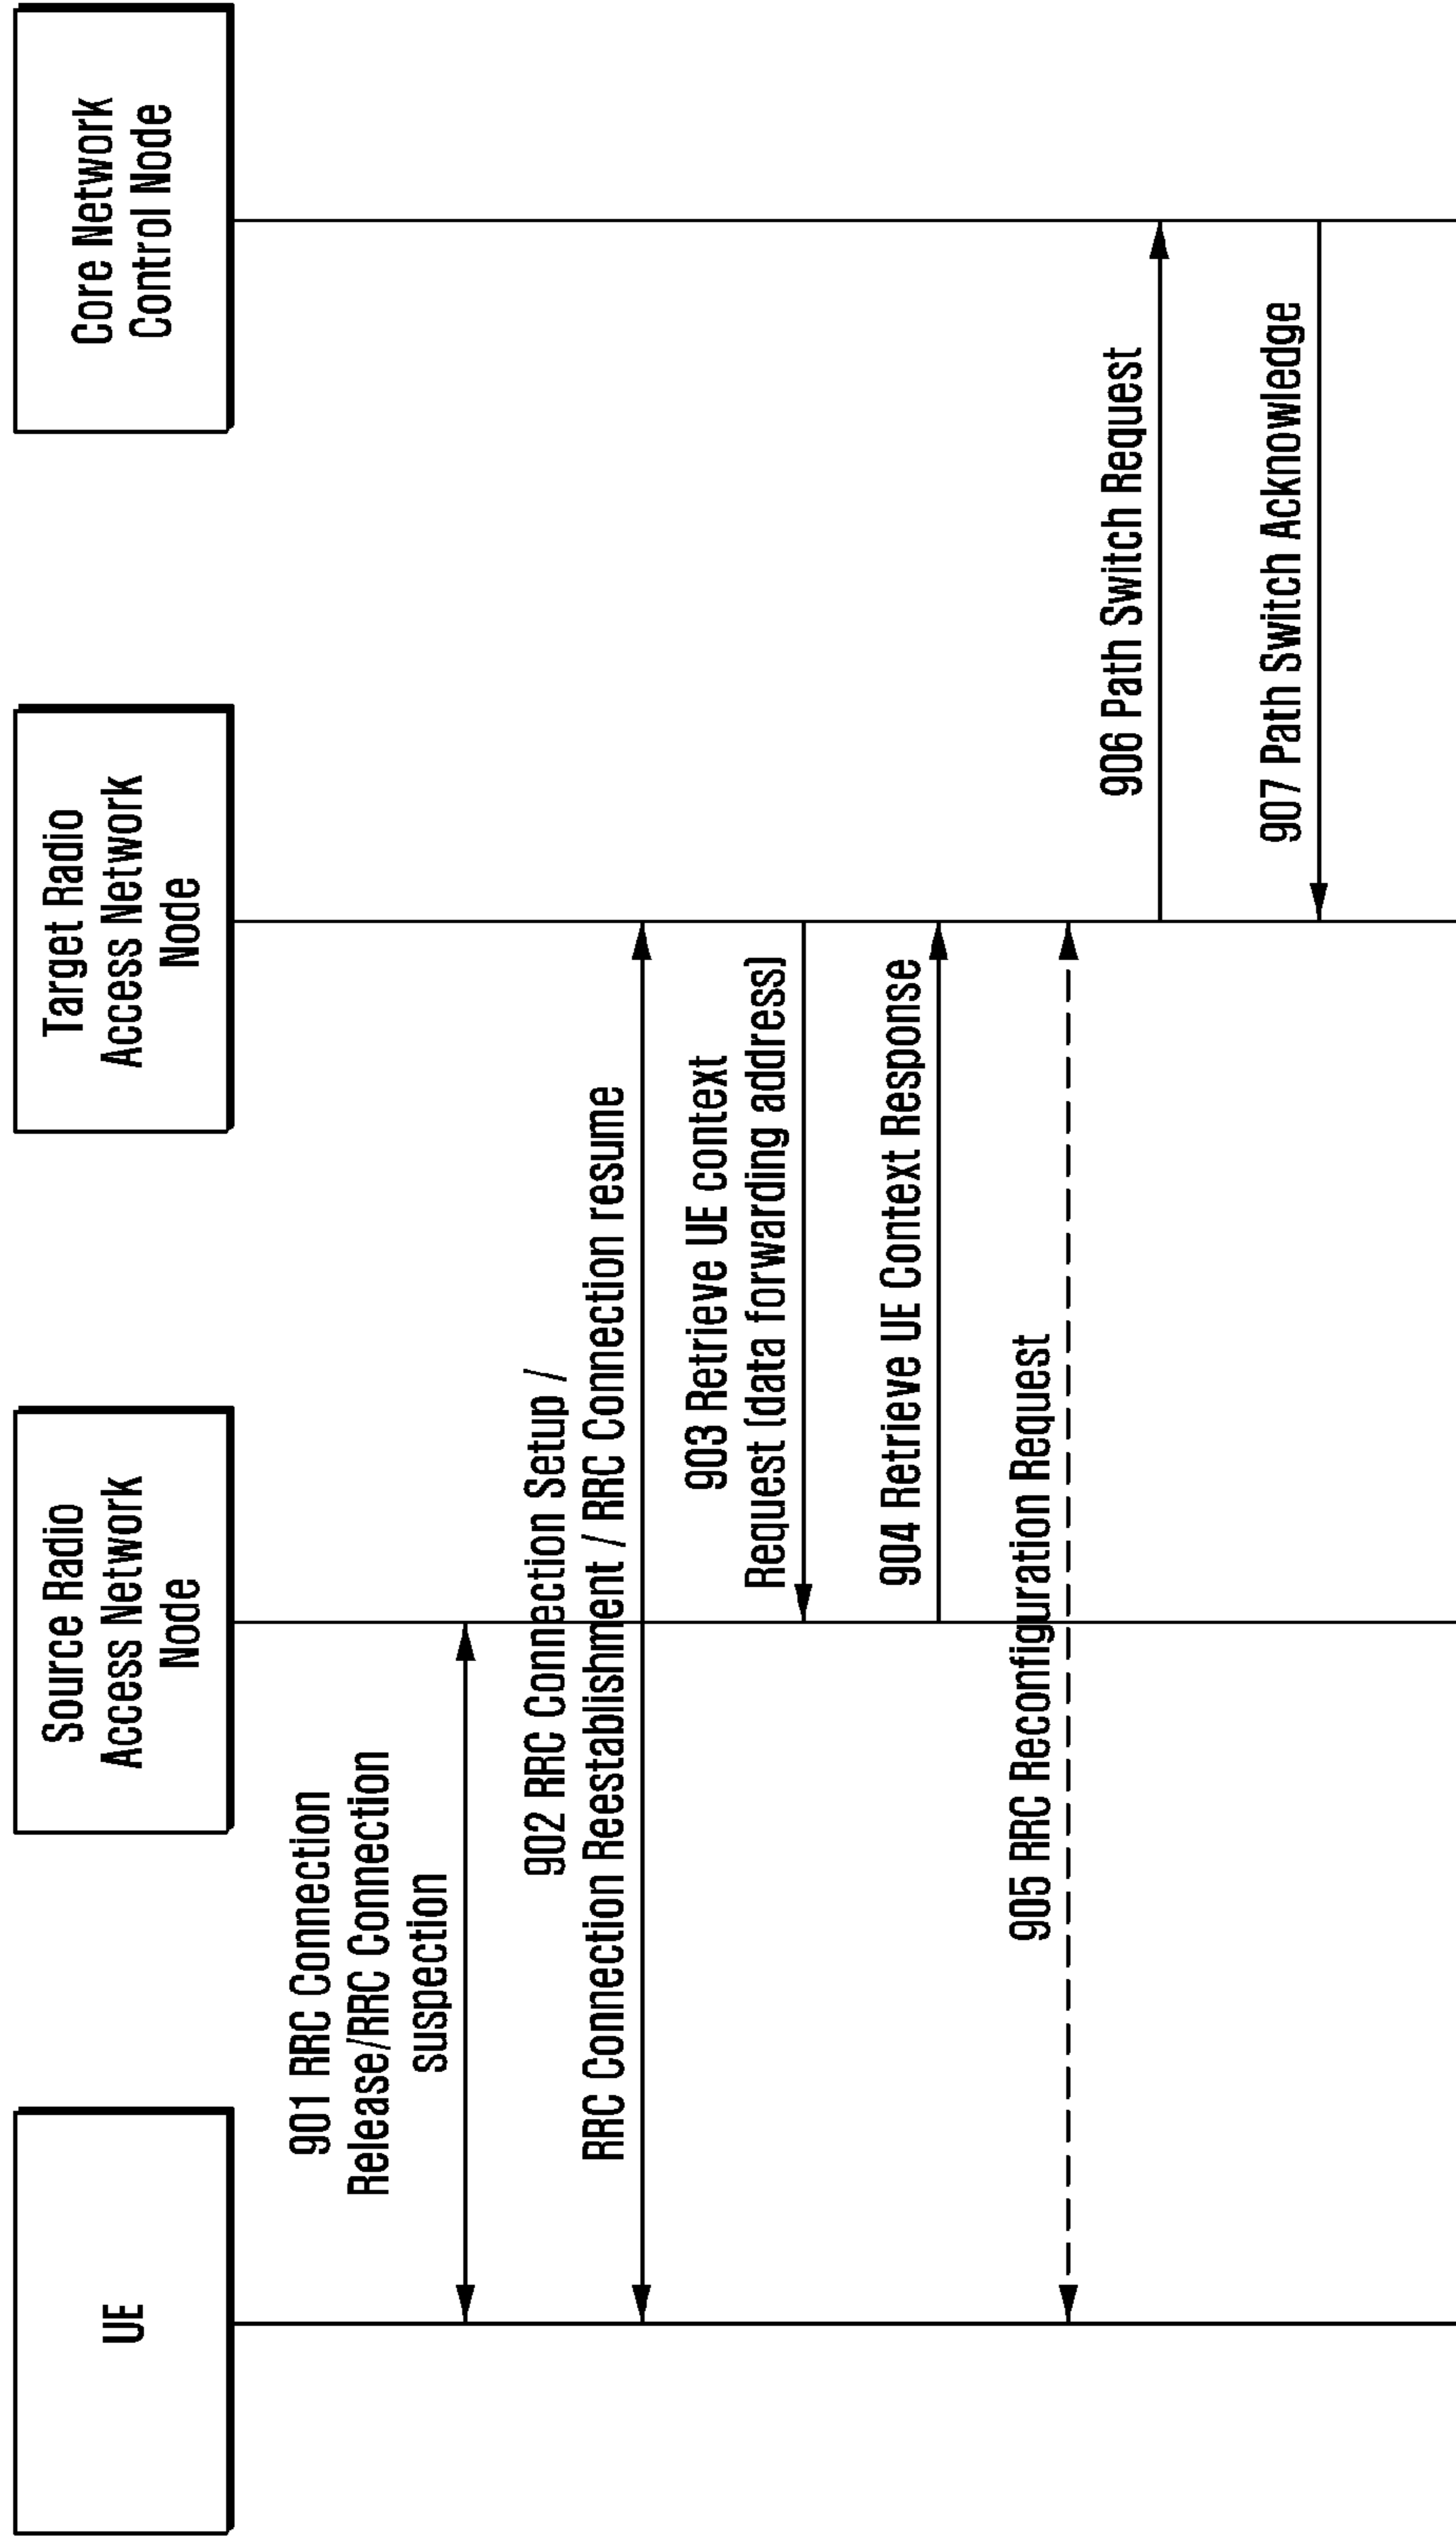 UE
Source Radio
Access Network
Node
Target Radio
Access Network
Node
Core Network
Control Node
901 RRC Connection
Release/RRC Connection
suspection
902 RRC Connection Setup /
RRC Connection Reestablishment / RRC Connection resume
903 Retrieve UE context
Request (data forwarding address)
904 Retrieve UE Context Response
905 RRC Reconfiguration Request
906 Path Switch Request
907 Path Switch Acknowledge